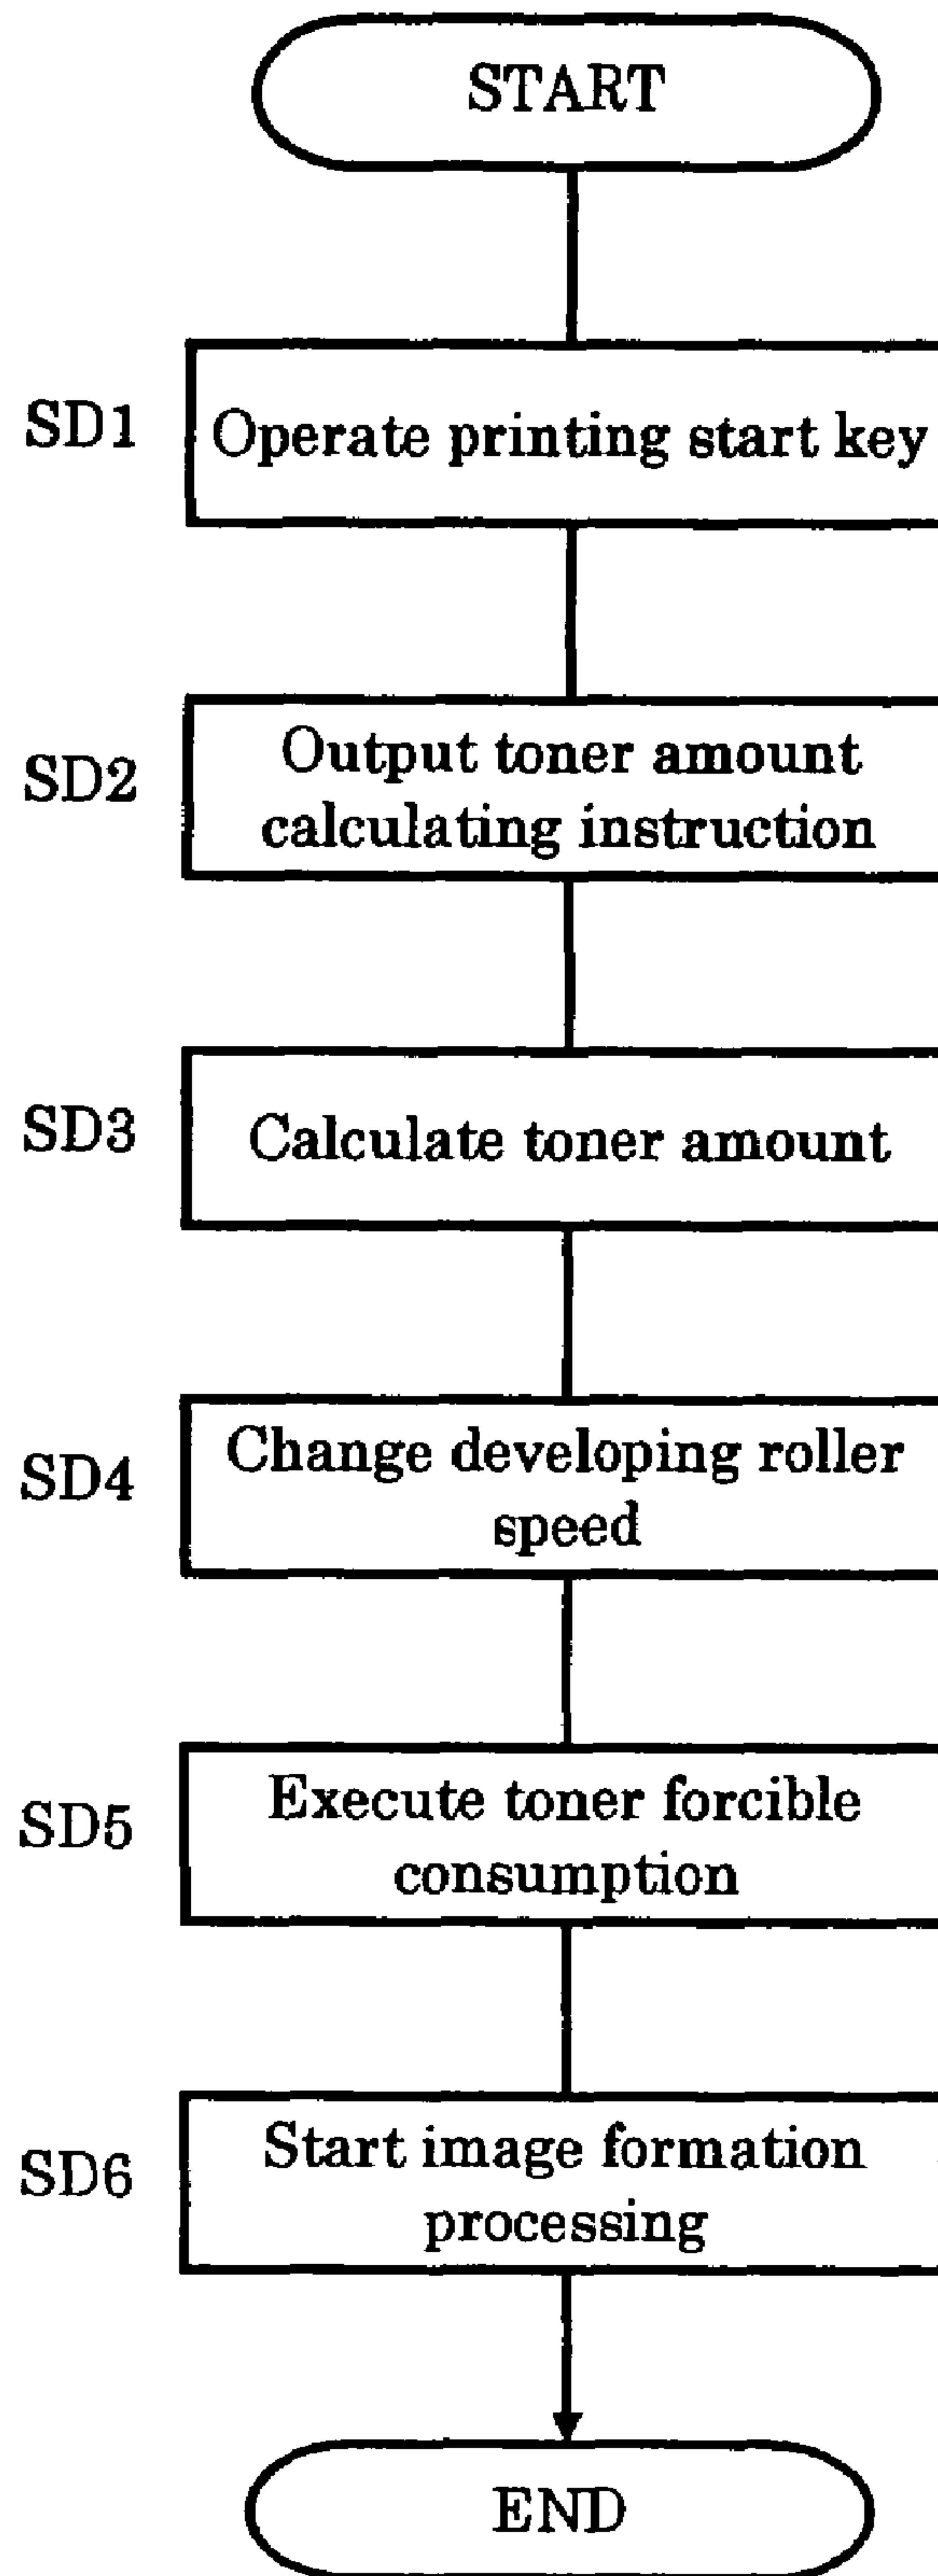 START
SD1
Operate printing start key
SD2
Output toner amount
calculating instruction
SD3
Calculate toner amount
SD4
Change developing roller
speed
SD5
Execute toner forcible
consumption
SD6
Start image formation
processing
END